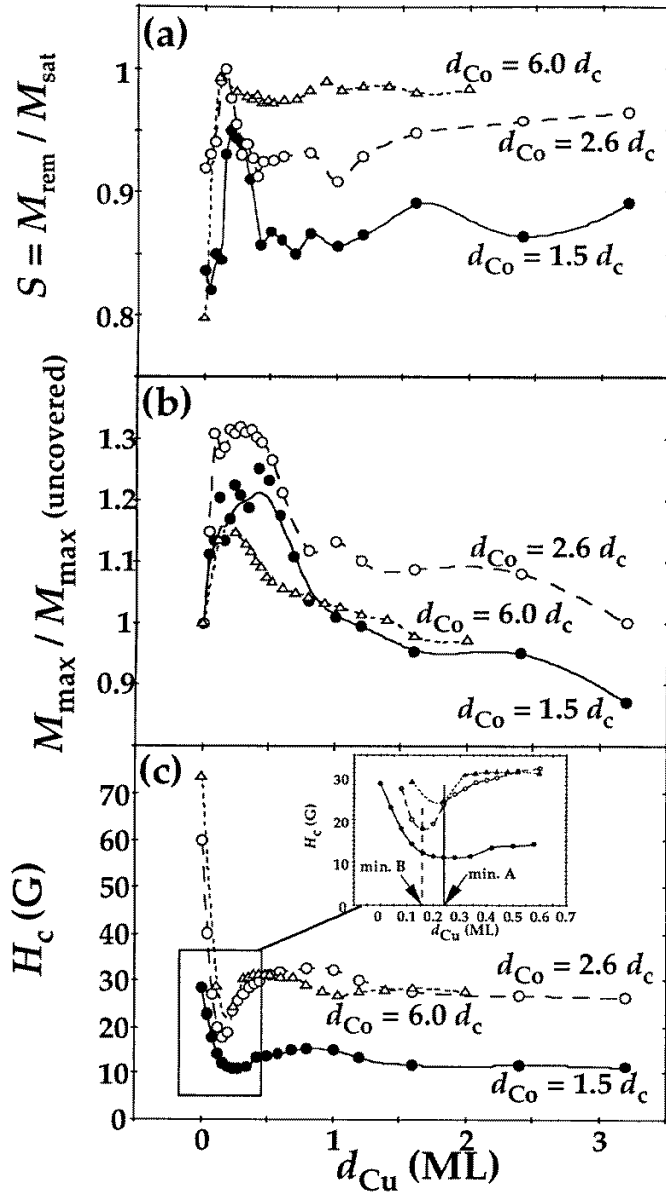 (a)
S = M_rem / M_sat
1
0.9
0.8
d_Co = 6.0 d_c
d_Co = 2.6 d_c
d_Co = 1.5 d_c
(b)
M_max / M_max (uncovered)
1.3
1.2
1.1
1
0.9
d_Co = 2.6 d_c
d_Co = 6.0 d_c
d_Co = 1.5 d_c
(c)
H_c (G)
70
60
50
40
30
20
10
0
H_c (G)
30
20
10
0
min. B
min. A
0 0.1 0.2 0.3 0.4 0.5 0.6 0.7
d_Cu (ML)
d_Co = 2.6 d_c
d_Co = 6.0 d_c
d_Co = 1.5 d_c
0 1 2 3
d_Cu (ML)